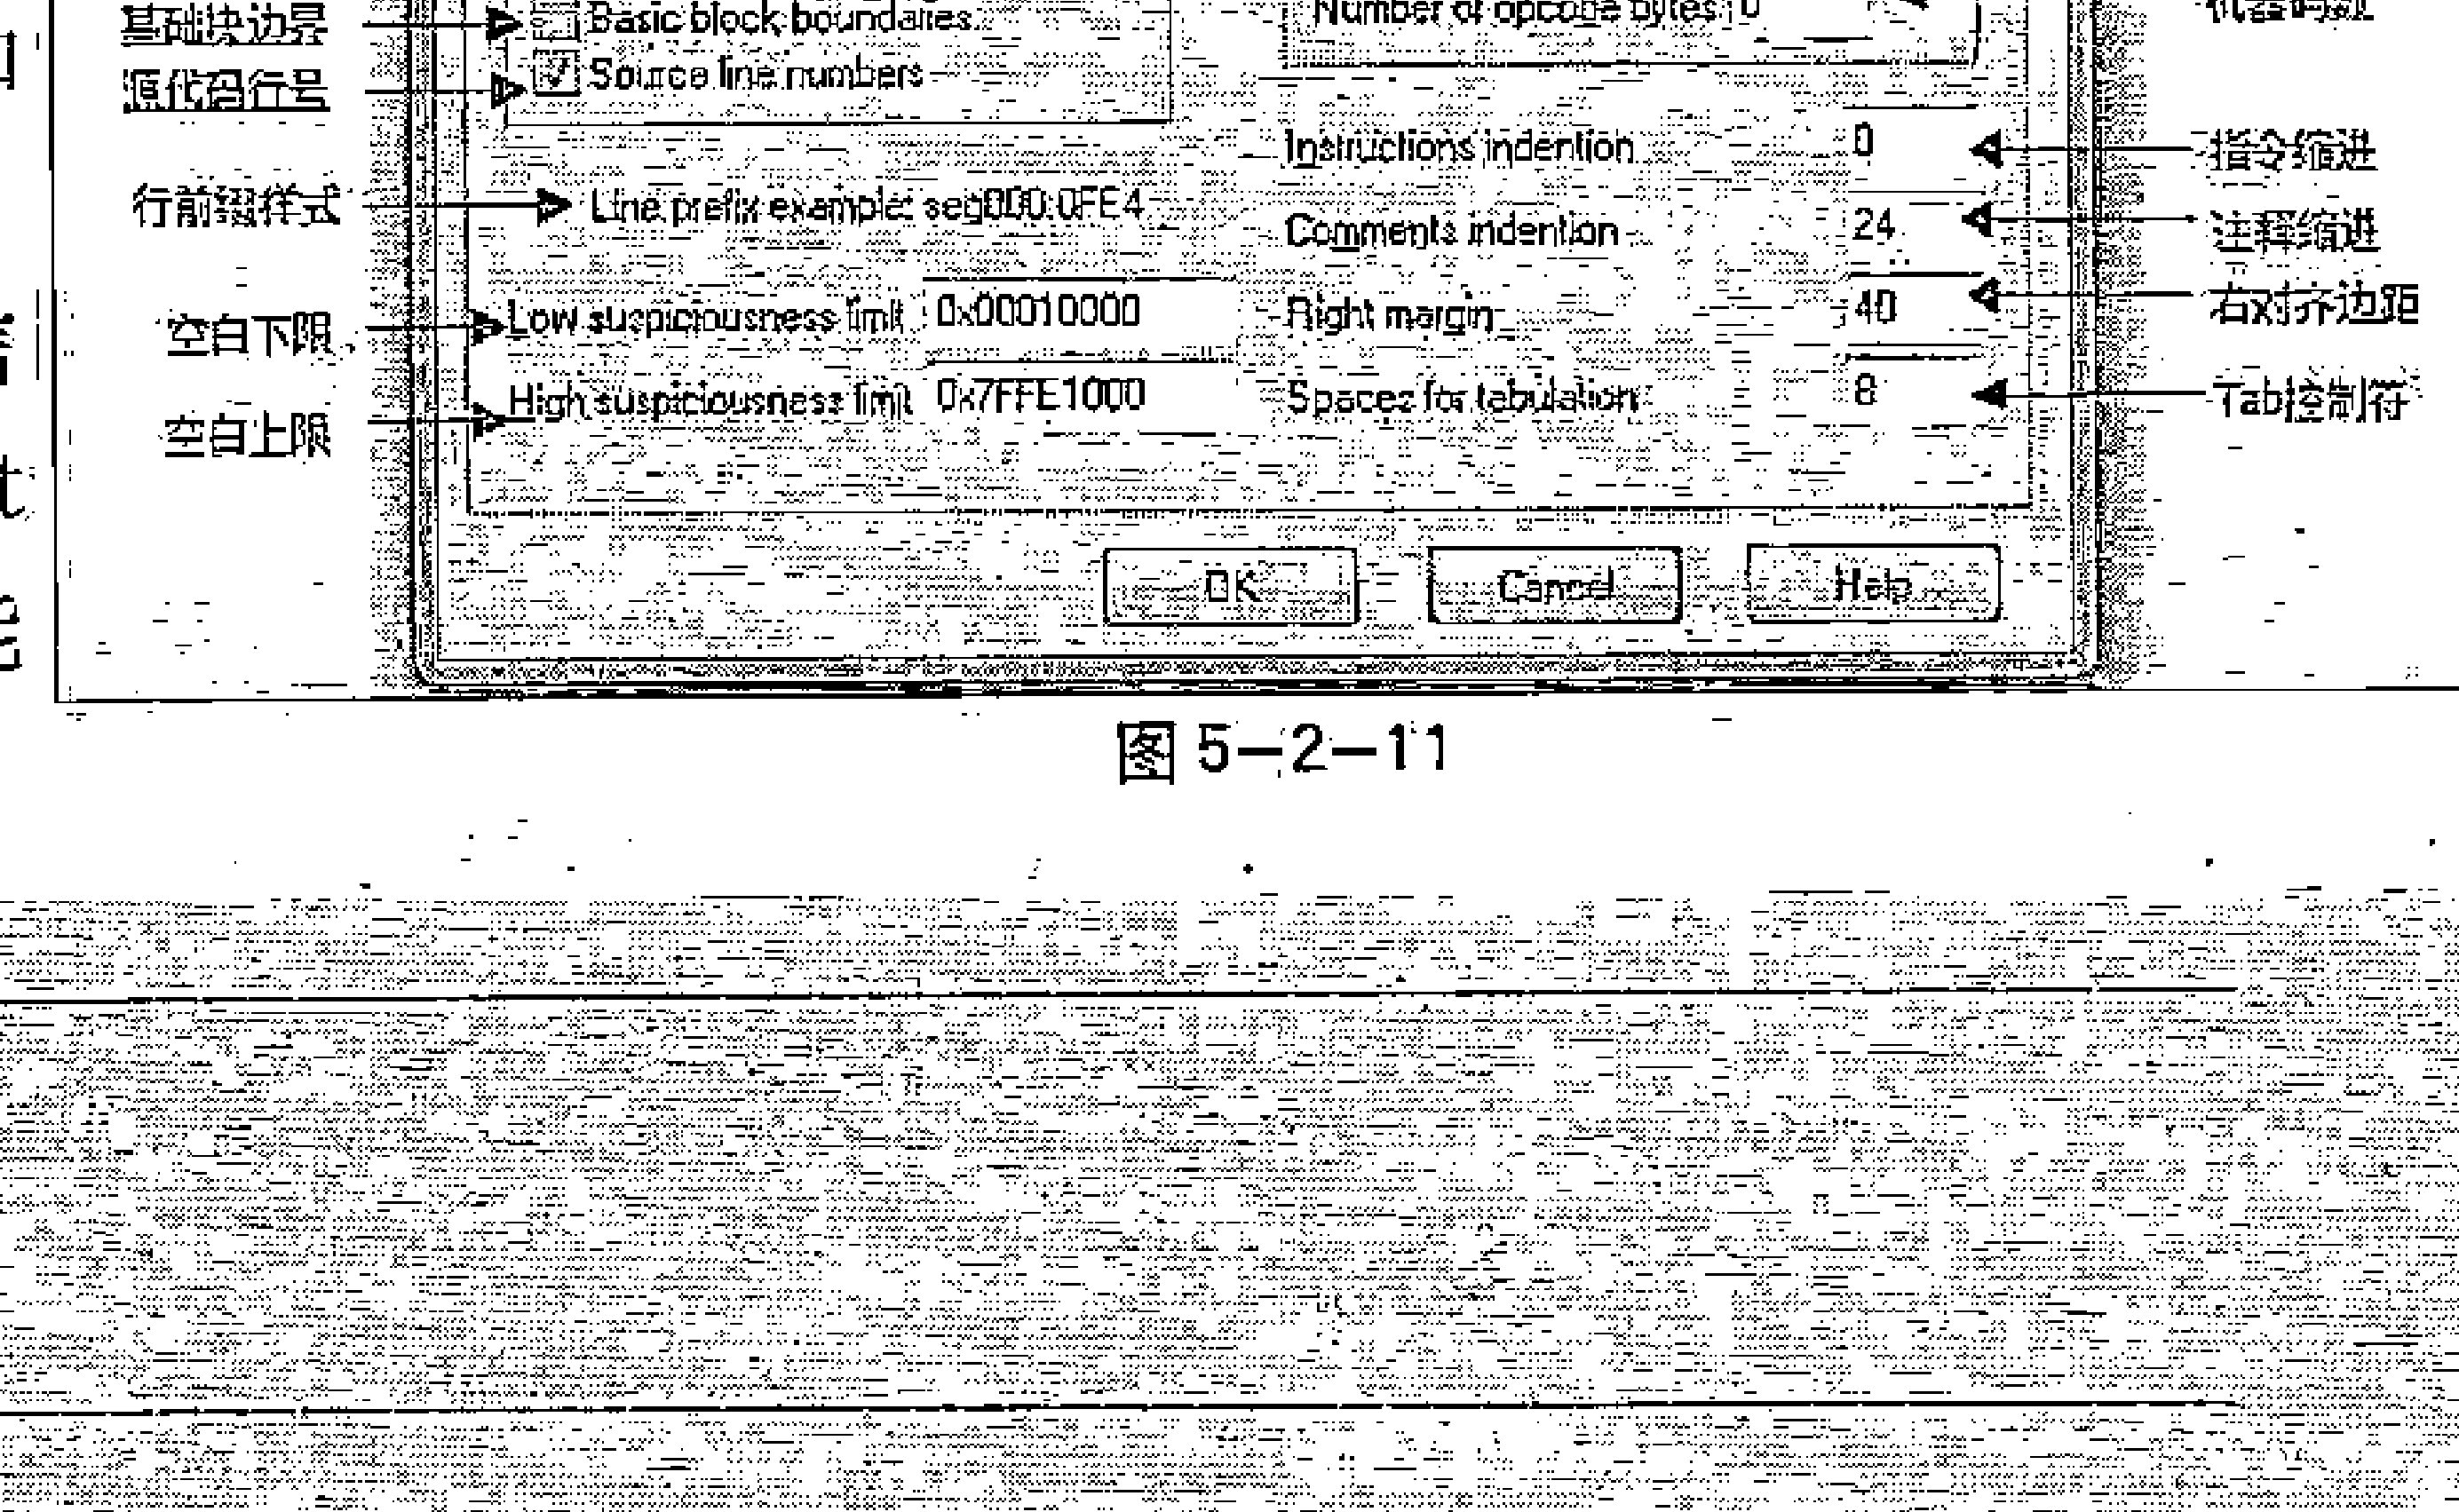 基础块边界 Basic block boundaries Number of opcode bytes 0 机器码数
源代码行号 Source line numbers
Instructions indention 0 指令缩进
行前缀样式 Line prefix example: seg000:0FE4
Comments indention 24 注释缩进
空白下限 Low suspiciousness limit 0x00010000 Right margin 40 右对齐边距
空白上限 High suspiciousness limit 0x7FFE1000 Spaces for tabulation 8 Tab控制符
OK Cancel Help
图 5-2-11